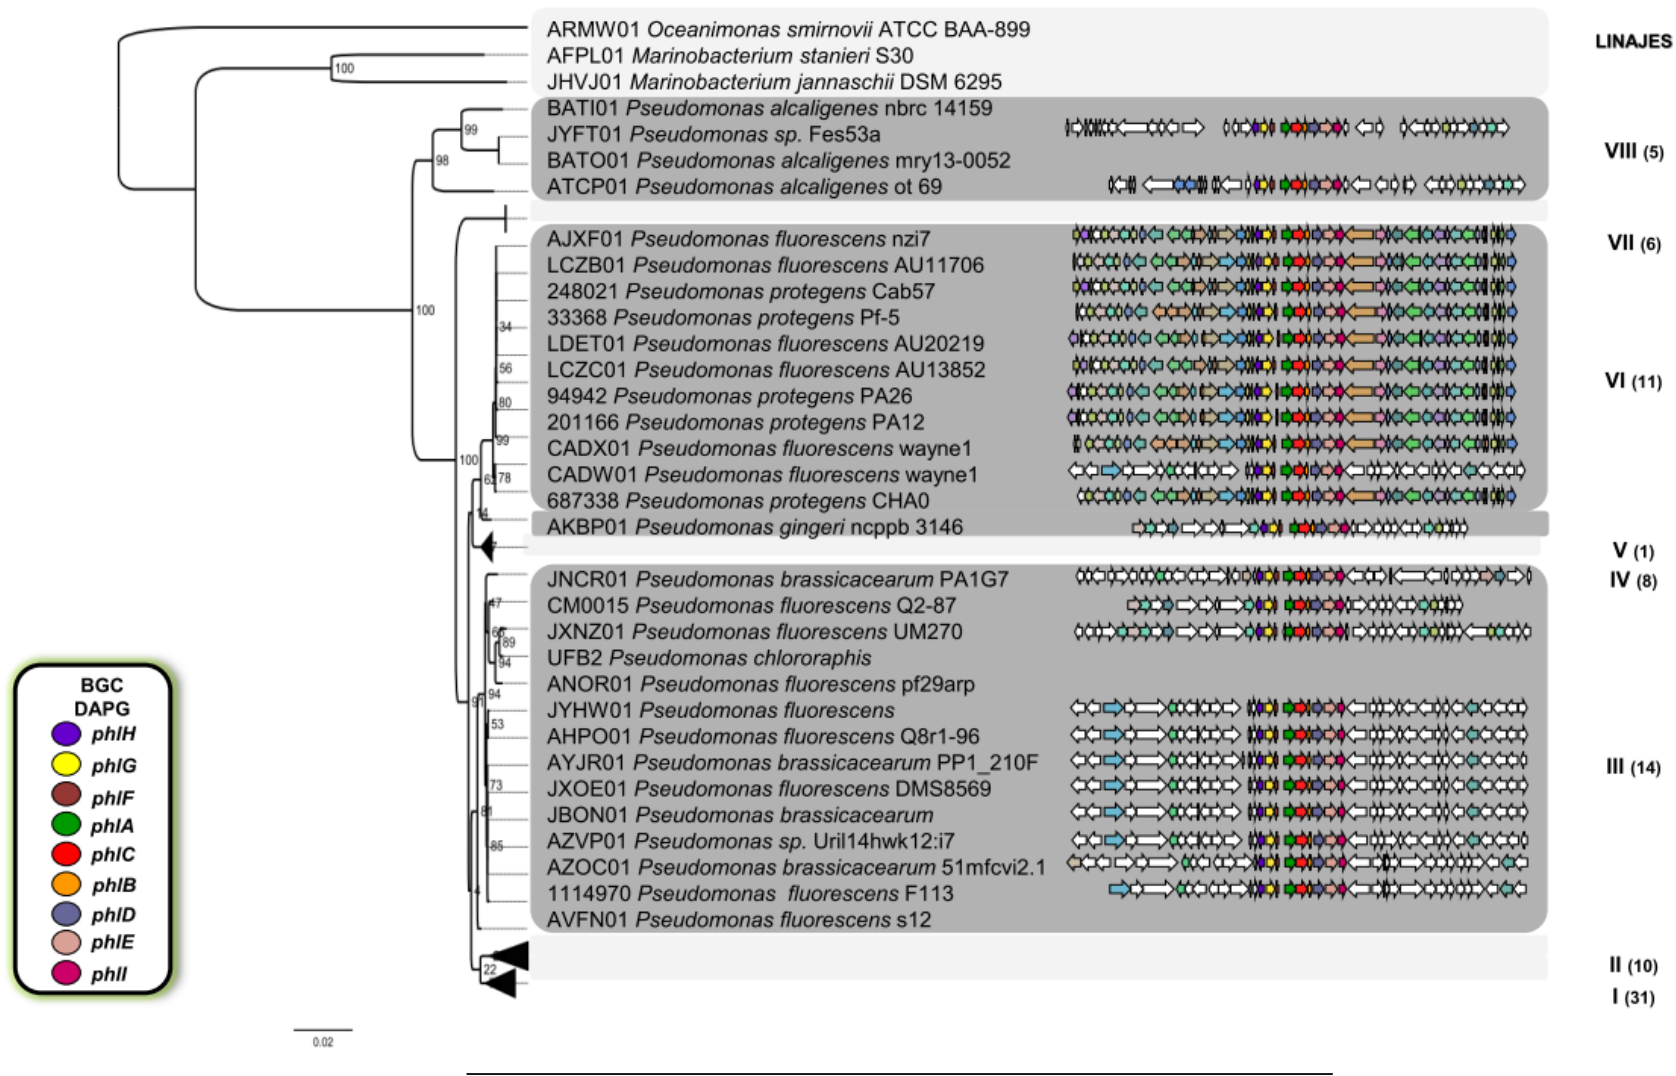 LINAJES
ARMW01 Oceanimonas smirnovii ATCC BAA-899
AFPL01 Marinobacterium stanieri S30
JHVJ01 Marinobacterium jannaschii DSM 6295
100
BATI01 Pseudomonas alcaligenes nbrc 14159
JYFT01 Pseudomonas sp. Fes53a
BATO01 Pseudomonas alcaligenes mry13-0052
ATCP01 Pseudomonas alcaligenes ot 69
99
98
VIII (5)
VII (6)
AJXF01 Pseudomonas fluorescens nzi7
LCZB01 Pseudomonas fluorescens AU11706
248021 Pseudomonas protegens Cab57
33368 Pseudomonas protegens Pf-5
LDET01 Pseudomonas fluorescens AU20219
LCZC01 Pseudomonas fluorescens AU13852
94942 Pseudomonas protegens PA26
201166 Pseudomonas protegens PA12
CADX01 Pseudomonas fluorescens wayne1
CADW01 Pseudomonas fluorescens wayne1
687338 Pseudomonas protegens CHA0
100
34
56
80
99
100
78
VI (11)
AKBP01 Pseudomonas gingeri ncppb 3146
V (1)
IV (8)
JNCR01 Pseudomonas brassicacearum PA1G7
CM0015 Pseudomonas fluorescens Q2-87
JXNZ01 Pseudomonas fluorescens UM270
UFB2 Pseudomonas chlororaphis
ANOR01 Pseudomonas fluorescens pf29arp
JYHW01 Pseudomonas fluorescens
AHPO01 Pseudomonas fluorescens Q8r1-96
AYJR01 Pseudomonas brassicacearum PP1_210F
JXOE01 Pseudomonas fluorescens DMS8569
JBON01 Pseudomonas brassicacearum
AZVP01 Pseudomonas sp. Uril14hwk12:i7
AZOC01 Pseudomonas brassicacearum 51mfcvi2.1
1114970 Pseudomonas fluorescens F113
AVFN01 Pseudomonas fluorescens s12
47
89
94
94
53
73
85
III (14)
22
II (10)
I (31)
BGC
DAPG
phlH
phlG
phlF
phlA
phlC
phlB
phlD
phlE
phlI
0.02